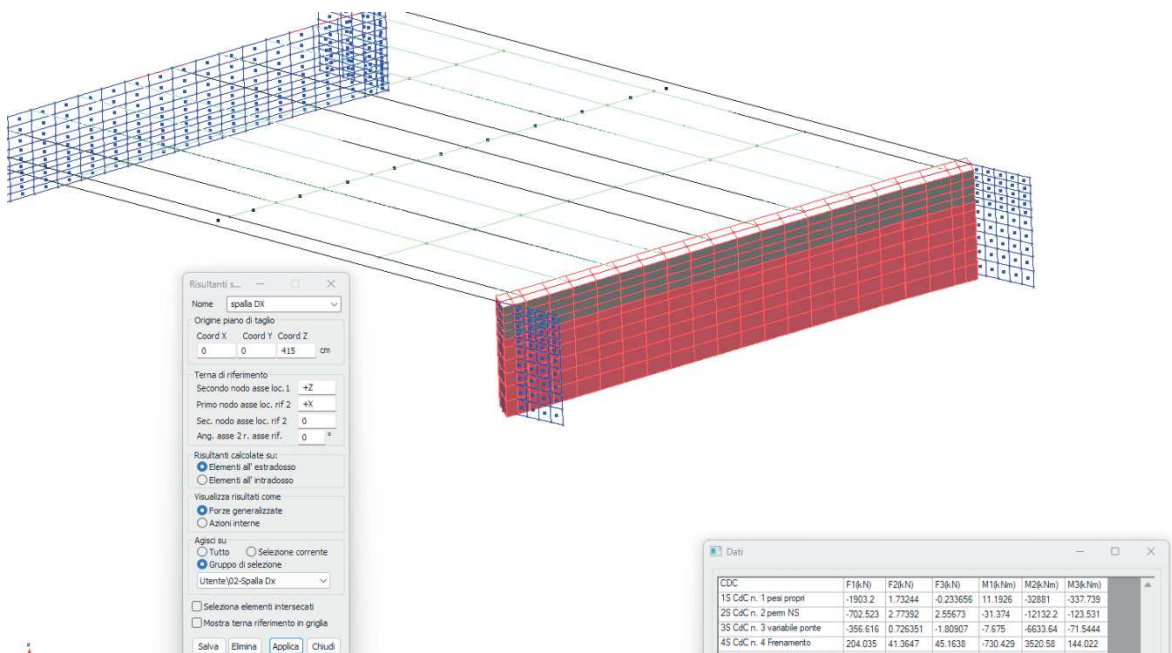 Risultanti s...
Nome spalla DX
Origine piano di taglio
Coord X Coord Y Coord Z
0 0 415 cm
Terna di riferimento
Secondo nodo asse loc. 1 +Z
Primo nodo asse loc. rif 2 +X
Sec. nodo asse loc. rif 2 0
Ang. asse 2 r. asse rif. 0 °
Risultanti calcolate su:
Elementi all' estradosso
Elementi all' intradosso
Visualizza risultati come
Forze generalizzate
Azioni interne
Agisci su
Tutto Selezione corrente
Gruppo di selezione
Utente\02-Spalla Dx
Seleziona elementi intersecati
Mostra terna riferimento in griglia
Salva Elimina Applica Chiudi
Dati
CDC F1(kN) F2(kN) F3(kN) M1(kNm) M2(kNm) M3(kNm)
1S CdC n. 1 pesi propri -1903.2 1.73244 -0.233656 11.1926 -32881 -337.739
2S CdC n. 2 perm NS -702.523 2.77392 2.55673 -31.374 -12132.2 -123.531
3S CdC n. 3 variabile ponte -356.616 0.726351 -1.80907 -7.675 -6633.64 -71.5444
4S CdC n. 4 Frenamento 204.035 41.3647 45.1638 -730.429 3520.58 144.022